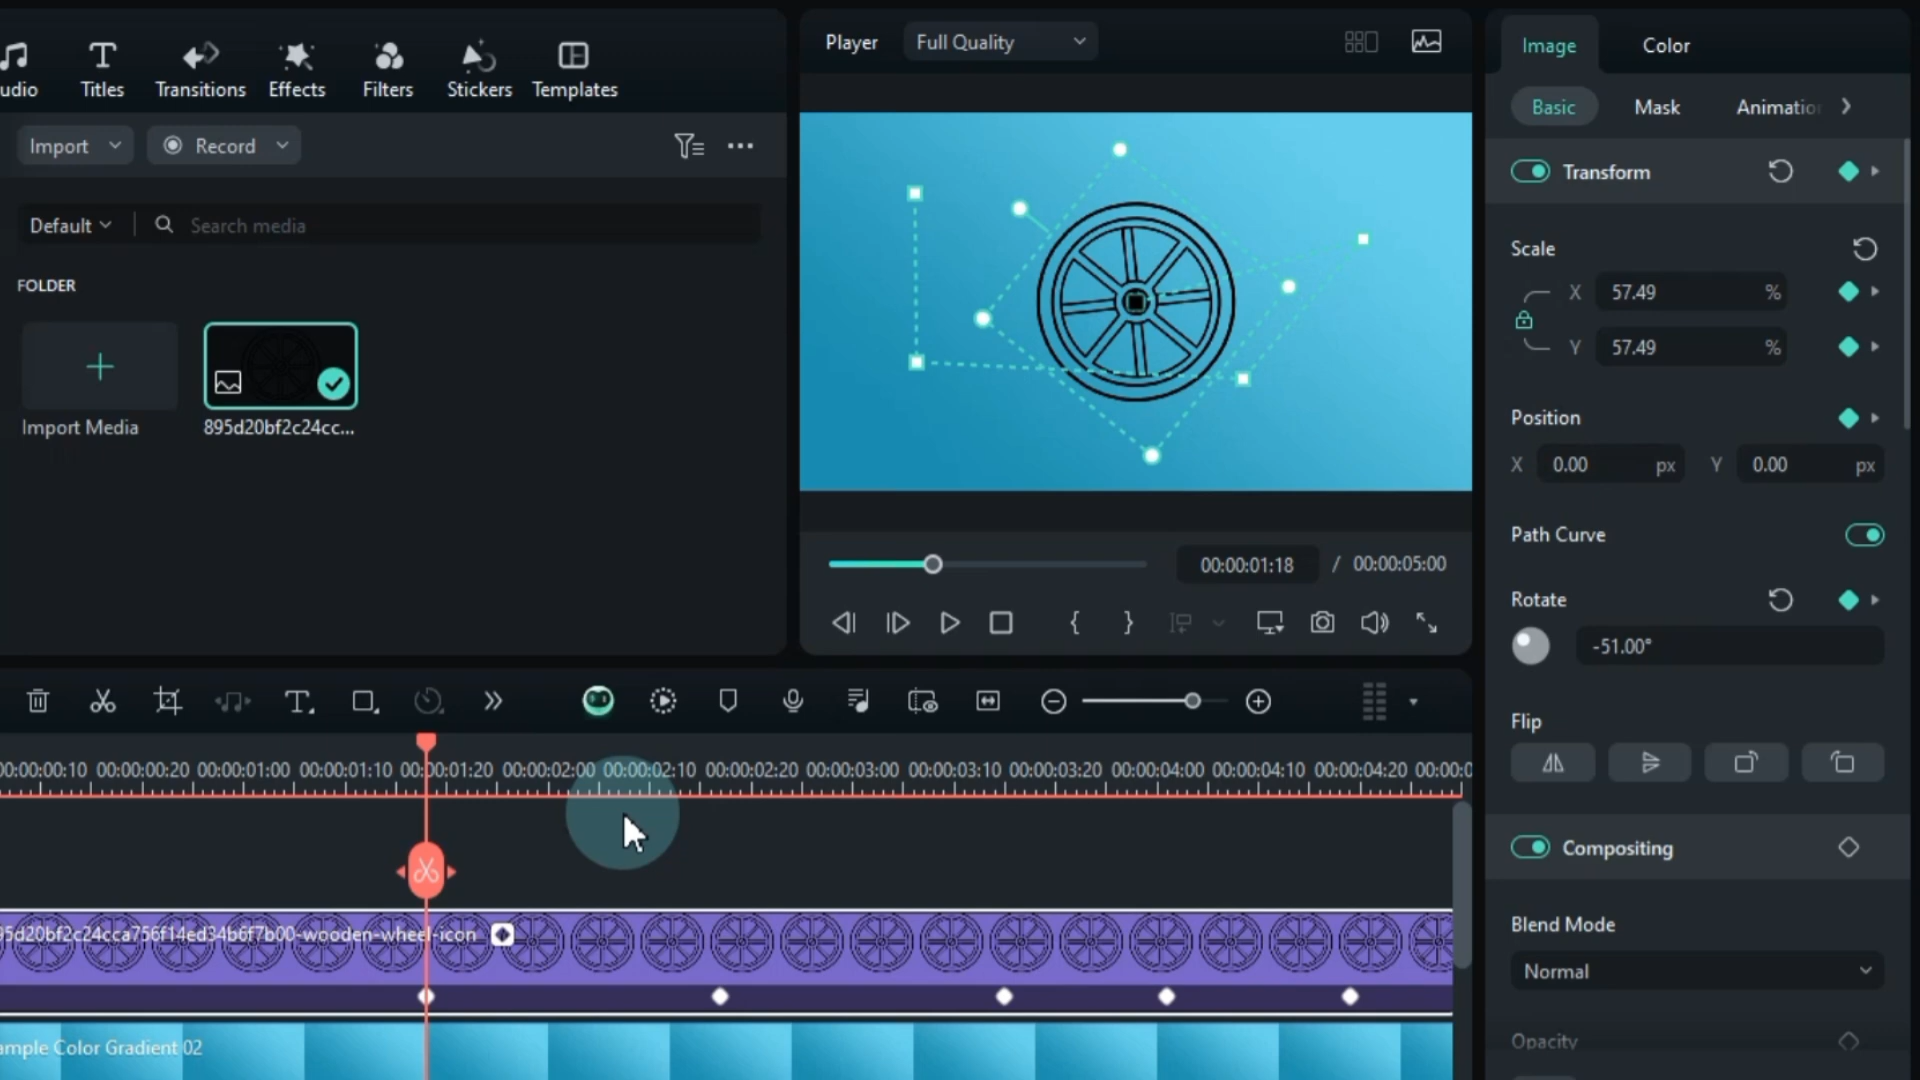 udio
Titles
Transitions
Effects
Filters
Stickers
Templates
Player
Full Quality
Image
Color
Import
Record
Basic
Mask
Animatio
Transform
Default
Search media
FOLDER
Scale
X 57.49 %
Y 57.49 %
Import Media
895d20bf2c24cc...
Position
X 0.00 px Y 0.00 px
Path Curve
00:00:01:18 / 00:00:05:00
Rotate
-51.00°
Flip
00:00:00:10 00:00:00:20 00:00:01:00 00:00:01:10 00:00:01:20 00:00:02:00 00:00:02:10 00:00:02:20 00:00:03:00 00:00:03:10 00:00:03:20 00:00:04:00 00:00:04:10 00:00:04:20 00:00:0
Compositing
95d20bf2c24cca756f14ed34b6f7b00-wooden-wheel-icon
Blend Mode
Normal
Opacity
ample Color Gradient 02